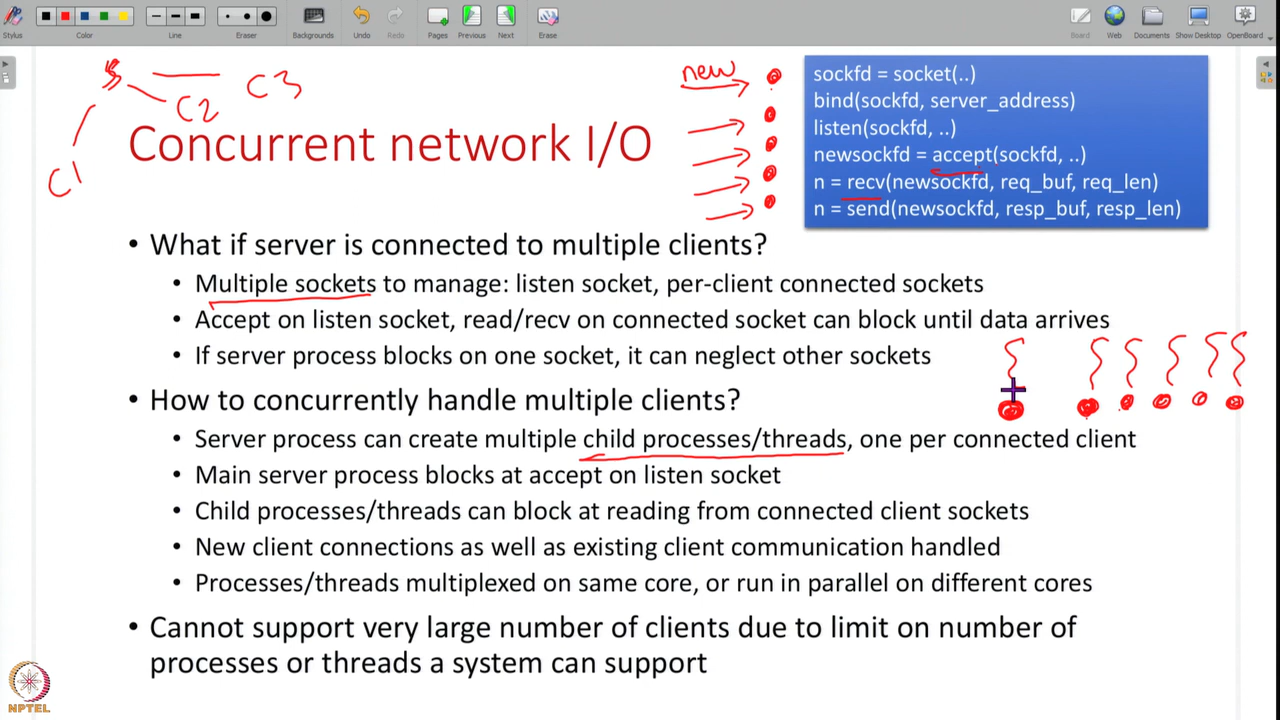 Stylus
Color
Line
Eraser
Backgrounds
Undo
Redo
Pages
Previous
Next
Erase
Board
Web
Documents
Show Desktop
OpenBoard
S
C3
C2
C1
new
Concurrent network I/O
sockfd = socket(..)
bind(sockfd, server_address)
listen(sockfd, ..)
newsockfd = accept(sockfd, ..)
n = recv(newsockfd, req_buf, req_len)
n = send(newsockfd, resp_buf, resp_len)
• What if server is connected to multiple clients?
• Multiple sockets to manage: listen socket, per-client connected sockets
• Accept on listen socket, read/recv on connected socket can block until data arrives
• If server process blocks on one socket, it can neglect other sockets
• How to concurrently handle multiple clients?
• Server process can create multiple child processes/threads, one per connected client
• Main server process blocks at accept on listen socket
• Child processes/threads can block at reading from connected client sockets
• New client connections as well as existing client communication handled
• Processes/threads multiplexed on same core, or run in parallel on different cores
• Cannot support very large number of clients due to limit on number of
processes or threads a system can support
NPTEL